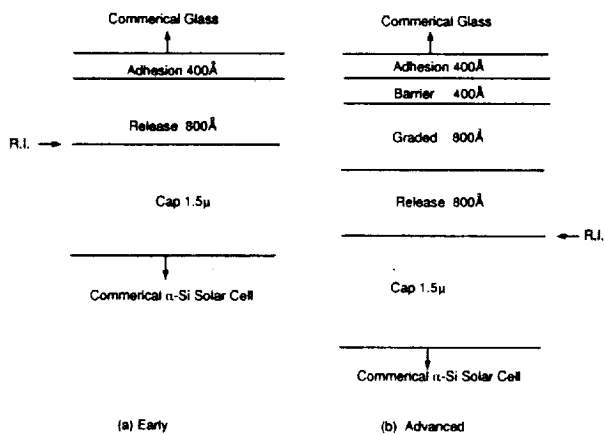 Commerical Glass
Adhesion 400Å
Release 800Å
R.I.
Cap 1.5µ
Commerical α-Si Solar Cell
(a) Early
Commerical Glass
Adhesion 400Å
Barrier 400Å
Graded 800Å
Release 800Å
R.I.
Cap 1.5µ
Commerical α-Si Solar Cell
(b) Advanced